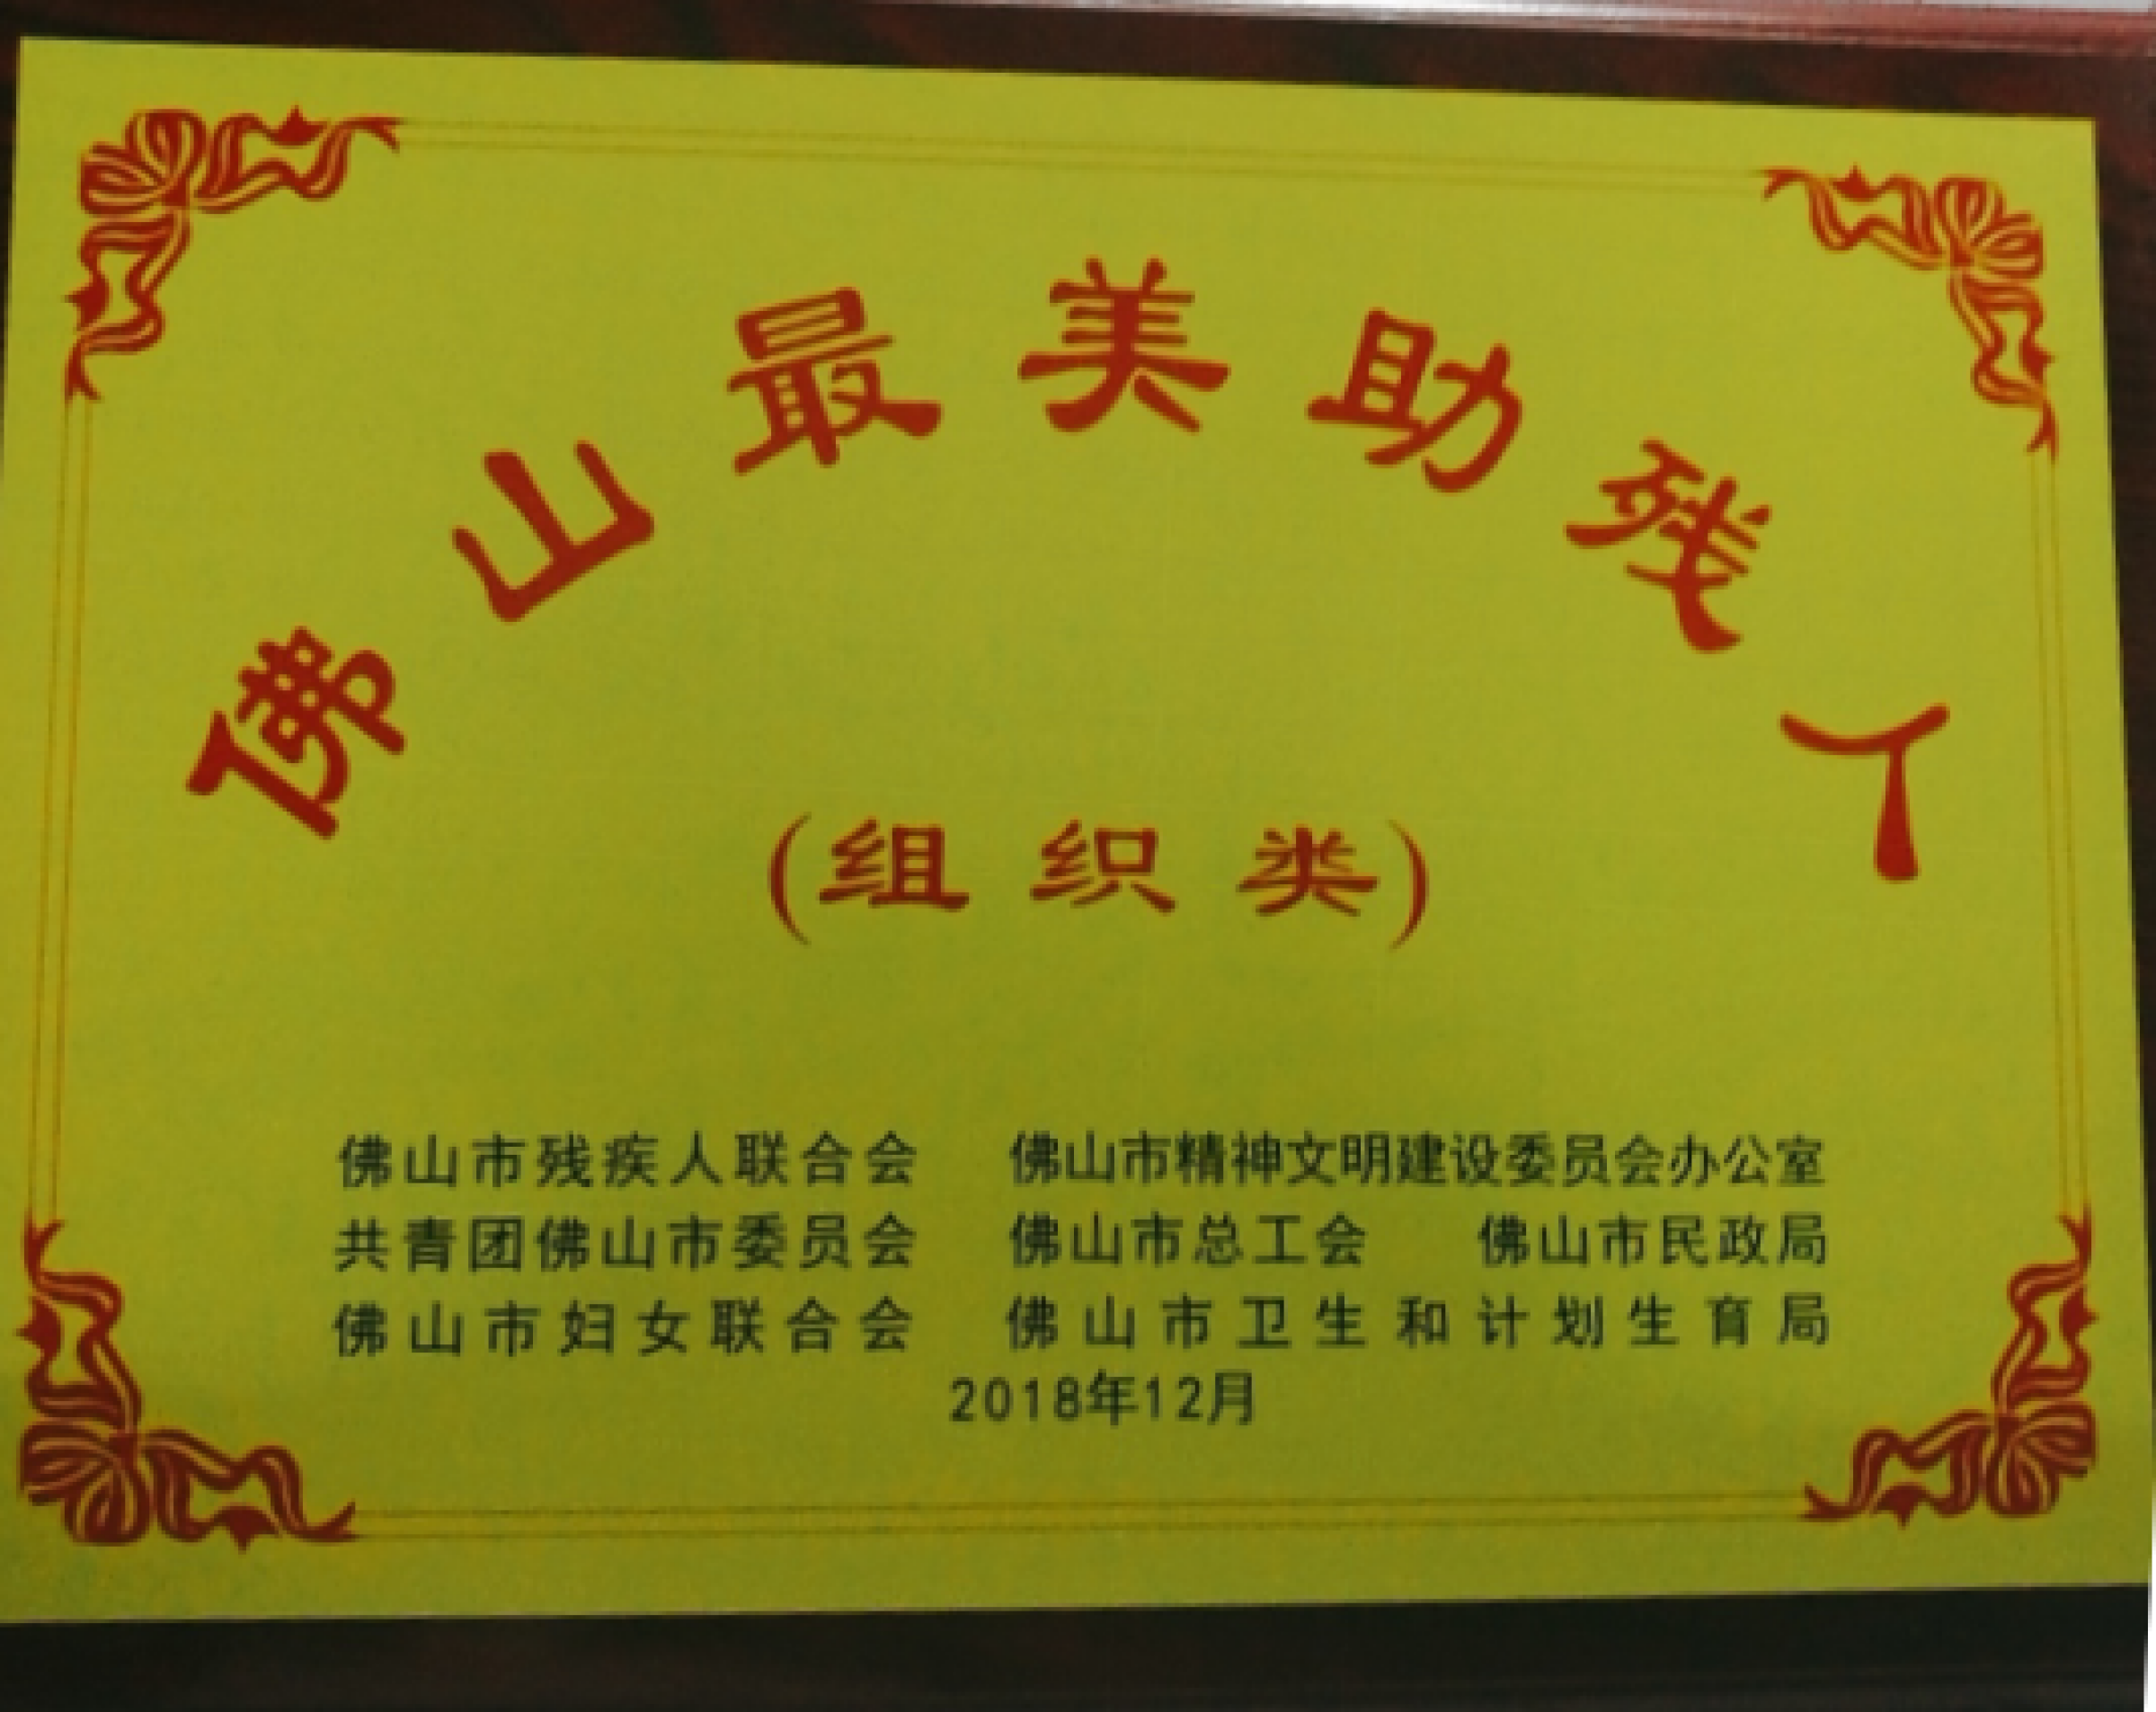 佛山最美助残人
(组织类)
佛山市残疾人联合会 佛山市精神文明建设委员会办公室
共青团佛山市委员会 佛山市总工会 佛山市民政局
佛山市妇女联合会 佛山市卫生和计划生育局
2018年12月